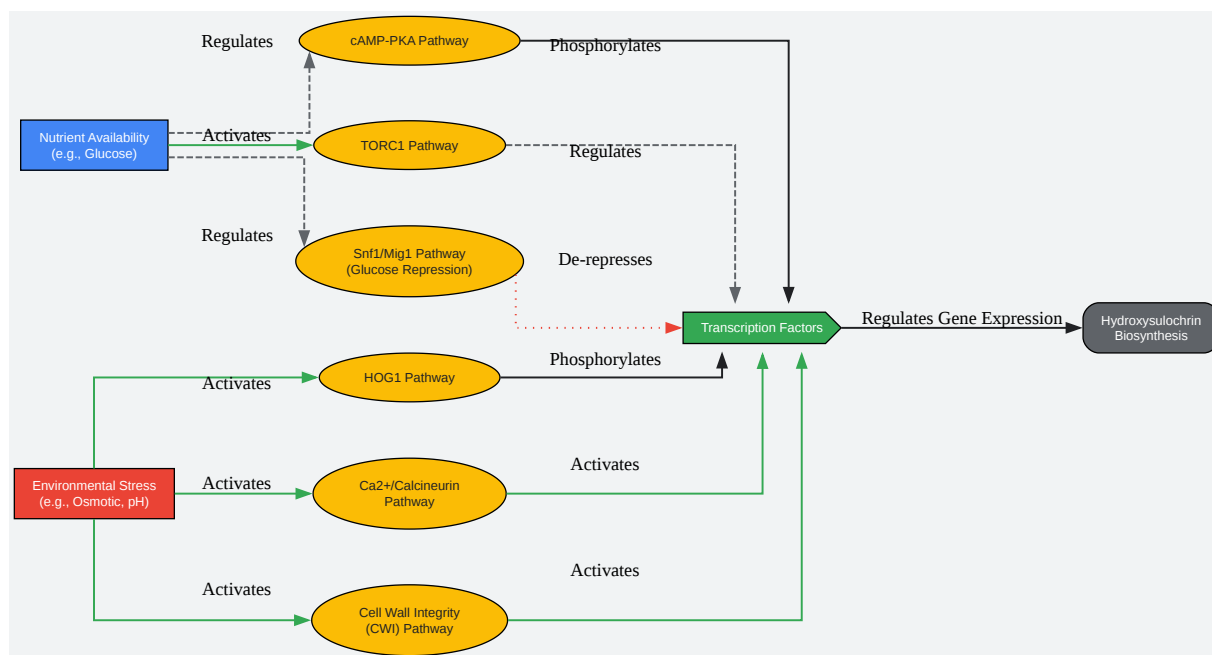 Regulates
cAMP-PKA Pathway
Phosphorylates
Nutrient Availability
(e.g., Glucose)
Activates
TORC1 Pathway
Regulates
Regulates
Snf1/Mig1 Pathway
(Glucose Repression)
De-represses
Transcription Factors
Regulates Gene Expression
Hydroxysulochrin
Biosynthesis
Activates
HOG1 Pathway
Phosphorylates
Environmental Stress
(e.g., Osmotic, pH)
Activates
Ca2+/Calcineurin
Pathway
Activates
Activates
Cell Wall Integrity
(CWI) Pathway
Activates